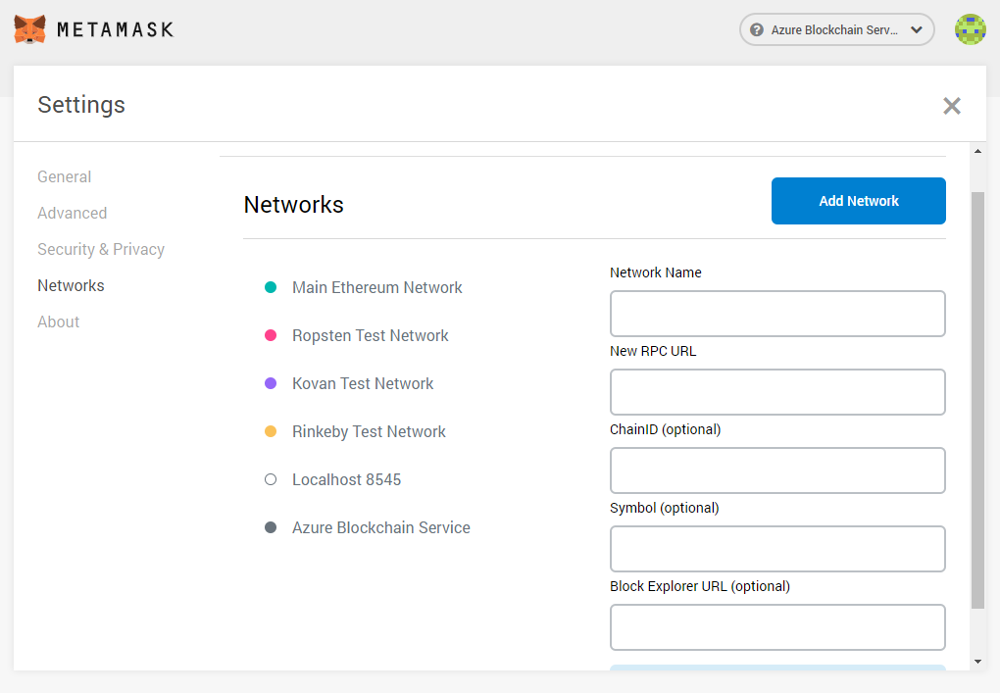 METAMASK
? Azure Blockchain Serv...
Settings
General
Advanced
Security & Privacy
Networks
About
Networks
Add Network
Main Ethereum Network
Ropsten Test Network
Kovan Test Network
Rinkeby Test Network
Localhost 8545
Azure Blockchain Service
Network Name
New RPC URL
ChainID (optional)
Symbol (optional)
Block Explorer URL (optional)